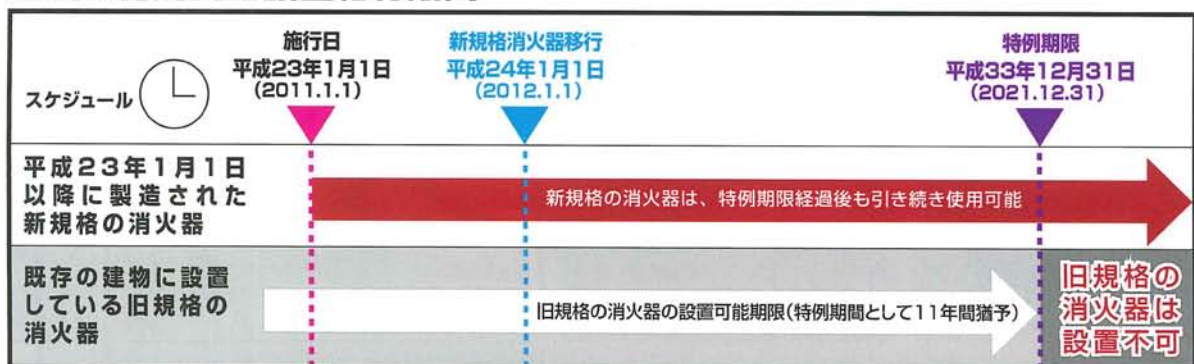 施行日
平成23年1月1日
(2011.1.1)
新規格消火器移行
平成24年1月1日
(2012.1.1)
特例期限
平成33年12月31日
(2021.12.31)
スケジュール
平成23年1月1日
以降に製造された
新規格の消火器
新規格の消火器は、特例期限経過後も引き続き使用可能
既存の建物に設置
している旧規格の
消火器
旧規格の消火器の設置可能期限(特例期間として11年間猶予)
旧規格の
消火器は
設置不可